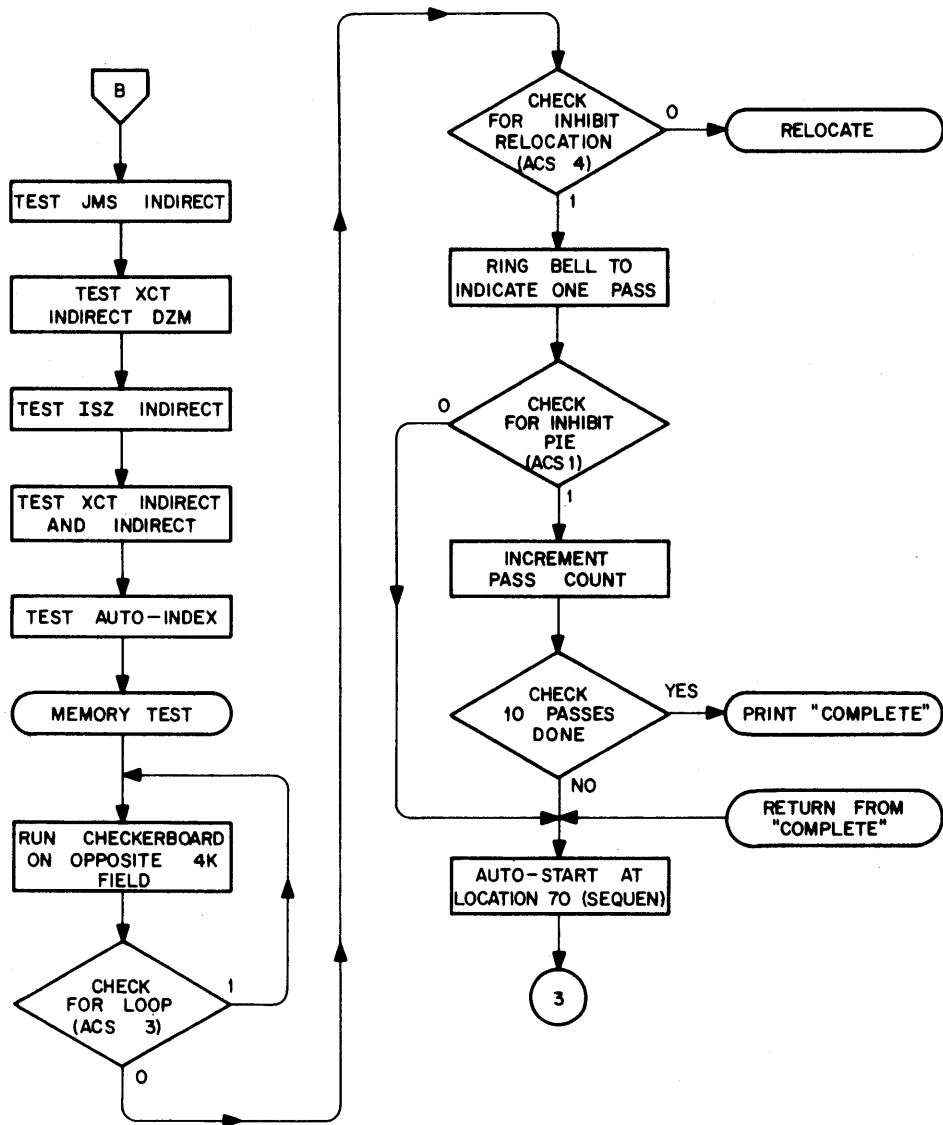 B
TEST JMS INDIRECT
TEST XCT
INDIRECT DZM
TEST ISZ INDIRECT
TEST XCT INDIRECT
AND INDIRECT
TEST AUTO-INDEX
MEMORY TEST
RUN CHECKERBOARD
ON OPPOSITE 4K
FIELD
CHECK
FOR LOOP
(ACS 3)
1
0
CHECK
FOR INHIBIT
RELOCATION
(ACS 4)
0
RELOCATE
1
RING BELL TO
INDICATE ONE PASS
CHECK
FOR INHIBIT
PIE
(ACS 1)
0
1
INCREMENT
PASS COUNT
CHECK
10 PASSES
DONE
YES
PRINT "COMPLETE"
NO
RETURN FROM
"COMPLETE"
AUTO-START AT
LOCATION 70 (SEQUEN)
3